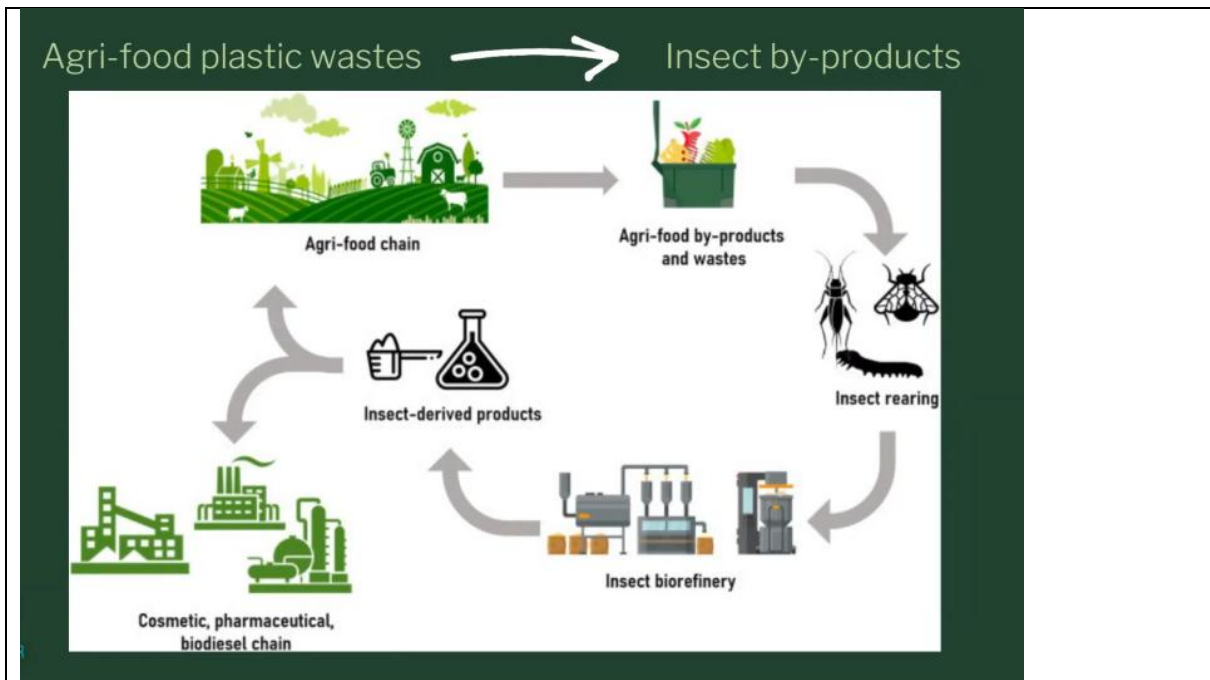 Agri-food plastic wastes
Insect by-products
Agri-food chain
Agri-food by-products
and wastes
Insect rearing
Insect-derived products
Insect biorefinery
Cosmetic, pharmaceutical,
biodiesel chain